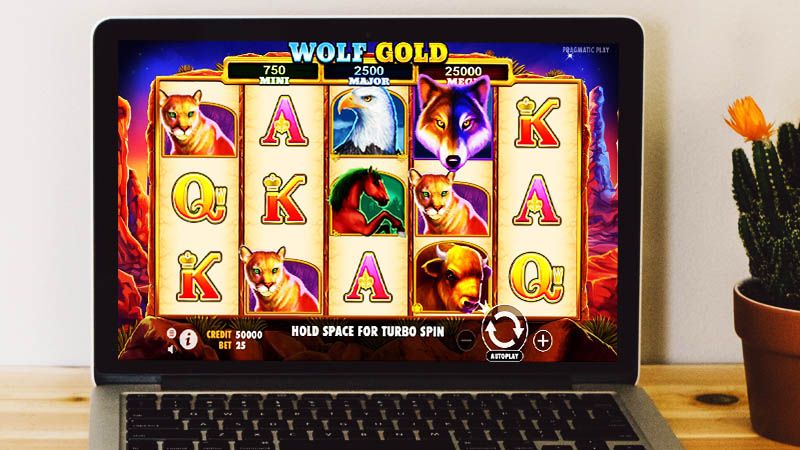 WOLF GOLD
PRAGMATIC PLAY
750 2500 25000
MINI MAJOR MEGA
A K
Q K A
K A Q
CREDIT 50000
BET 25
HOLD SPACE FOR TURBO SPIN
AUTOPLAY